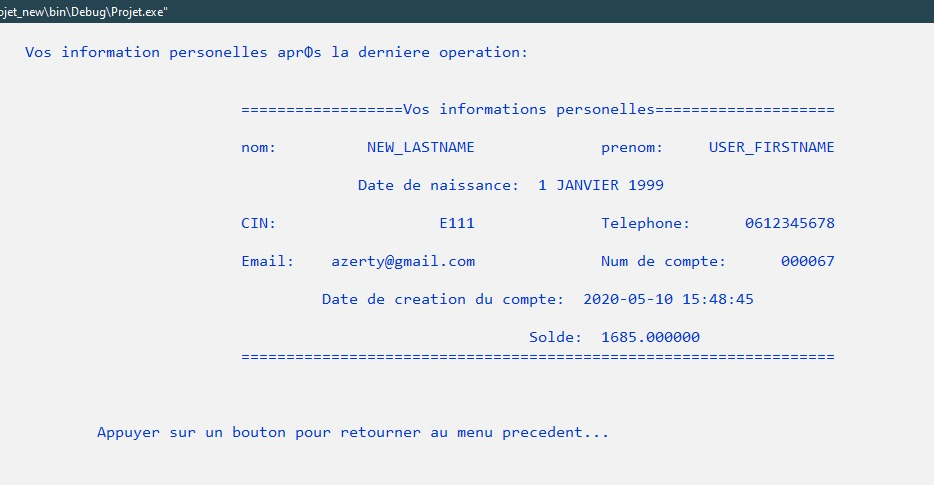 ojet_new\bin\Debug\Projet.exe"
Vos information personelles aprΦs la derniere operation:
==================Vos informations personelles====================
nom: NEW_LASTNAME prenom: USER_FIRSTNAME
Date de naissance: 1 JANVIER 1999
CIN: E111 Telephone: 0612345678
Email: azerty@gmail.com Num de compte: 000067
Date de creation du compte: 2020-05-10 15:48:45
Solde: 1685.000000
==================================================================
Appuyer sur un bouton pour retourner au menu precedent...